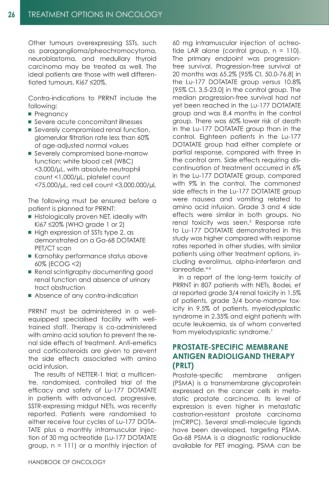 26 TREATMENT OPTIONS IN ONCOLOGY
Other tumours overexpressing SSTs, such
as paraganglioma/pheochromocytoma,
neuroblastoma, and medullary thyroid
carcinoma may be treated as well. The
ideal patients are those with well differen-
tiated tumours, Ki67 ≤20%.
Contra-indications to PRRNT include the
following:
■ Pregnancy
■ Severe acute concomitant illnesses
■ Severely compromised renal function,
glomerular filtration rate less than 60%
of age-adjusted normal values
■ Severely compromised bone-marrow
function; white blood cell (WBC)
<3,000/µL, with absolute neutrophil
count <1,000/µL, platelet count
<75,000/µL, red cell count <3,000,000/µL
The following must be ensured before a
patient is planned for PRRNT:
■ Histologically proven NET, ideally with
Ki67 ≤20% (WHO grade 1 or 2)
■ High expression of SSTs type 2, as
demonstrated on a Ga-68 DOTATATE
PET/CT scan
■ Karnofsky performance status above
60% (ECOG <2)
■ Renal scintigraphy documenting good
renal function and absence of urinary
tract obstruction
■ Absence of any contra-indication
PRRNT must be administered in a well-
equipped specialised facility with well-
trained staff. Therapy is co-administered
with amino acid solution to prevent the re-
nal side effects of treatment. Anti-emetics
and corticosteroids are given to prevent
the side effects associated with amino
acid infusion.
The results of NETTER-1 trial; a multicen-
tre, randomised, controlled trial of the
efficacy and safety of Lu-177 DOTATATE
in patients with advanced, progressive,
SSTR-expressing midgut NETs, was recently
reported. Patients were randomised to
either receive four cycles of Lu-177 DOTA-
TATE plus a monthly intramuscular injec-
tion of 30 mg octreotide (Lu-177 DOTATATE
group, n = 111) or a monthly injection of
60 mg intramuscular injection of octreo-
tide LAR alone (control group, n = 110).
The primary endpoint was progression-
free survival. Progression-free survival at
20 months was 65.2% [95% CI, 50.0-76.8] in
the Lu-177 DOTATATE group versus 10.8%
[95% CI, 3.5-23.0] in the control group. The
median progression-free survival had not
yet been reached in the Lu-177 DOTATATE
group and was 8.4 months in the control
group. There was 60% lower risk of death
in the Lu-177 DOTATATE group than in the
control. Eighteen patients in the Lu-177
DOTATATE group had either complete or
partial response, compared with three in
the control arm. Side effects requiring dis-
continuation of treatment occurred in 6%
in the Lu-177 DOTATATE group, compared
with 9% in the control. The commonest
side effects in the Lu-177 DOTATATE group
were nausea and vomiting related to
amino acid infusion. Grade 3 and 4 side
effects were similar in both groups. No
renal toxicity was seen. Response rate
to Lu-177 DOTATATE demonstrated in this
study was higher compared with response
rates reported in other studies, with similar
patients using other treatment options, in-
cluding everolimus, alpha-interferon and
lanreotide.
In a report of the long-term toxicity of
PRRNT in 807 patients with NETs, Bodei, et
al reported grade 3/4 renal toxicity in 1.5%
of patients, grade 3/4 bone-marrow tox-
icity in 9.5% of patients, myelodysplastic
syndrome in 2.35% and eight patients with
acute leukaemia, six of whom converted
from myelodysplastic syndrome.7
PROSTATE-SPECIFIC MEMBRANE
ANTIGEN RADIOLIGAND THERAPY
(PRLT)
Prostate-specific membrane antigen
(PSMA) is a transmembrane glycoprotein
expressed on the cancer cells in meta-
static prostate carcinoma. Its level of
expression is even higher in metastatic
castration-resistant prostate carcinoma
(mCRPC). Several small-molecule ligands
have been developed, targeting PSMA.
Ga-68 PSMA is a diagnostic radionuclide
available for PET imaging. PSMA can be
HANDBOOK OF ONCOLOGY